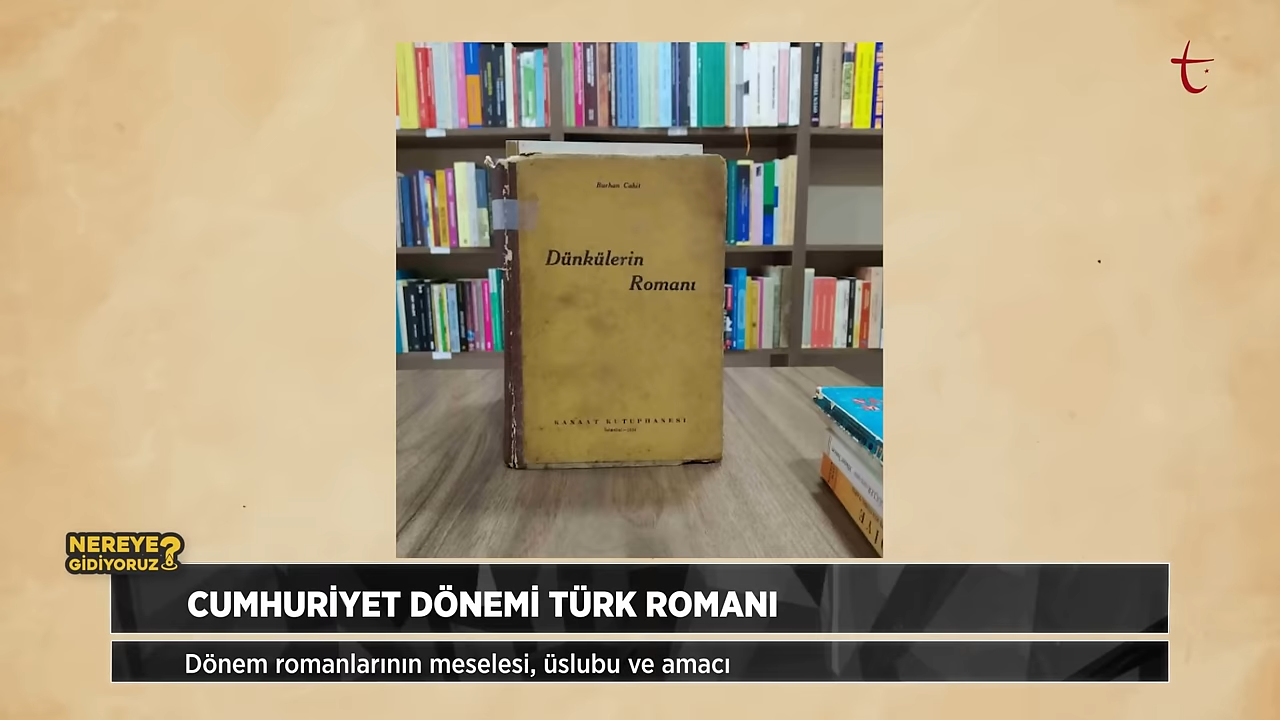 Burhan Cahit
Dünkülerin
Romanı
KANAAT KUTUPHANESI
NEREYE
GİDİYORUZ?
CUMHURİYET DÖNEMİ TÜRK ROMANI
Dönem romanlarının meselesi, üslubu ve amacı